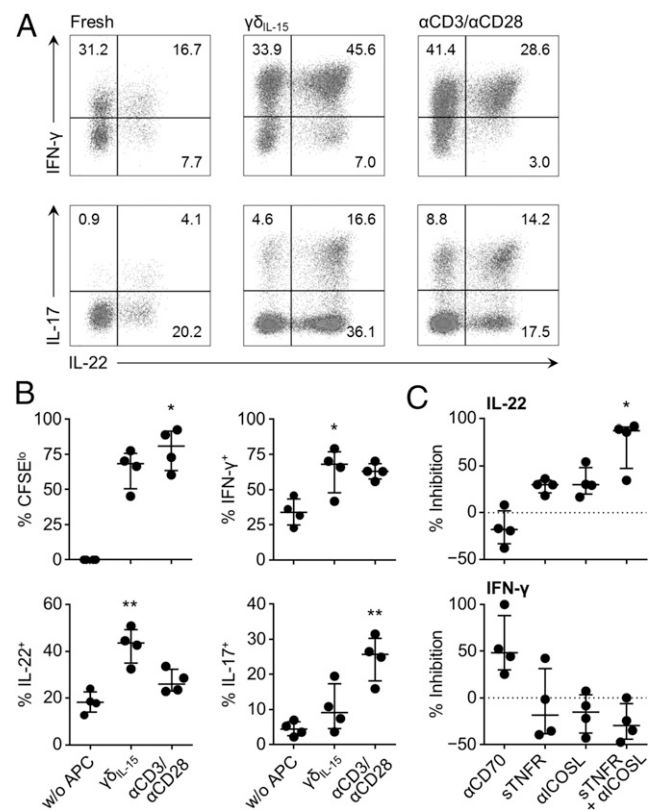 A
Fresh
γδIL-15
αCD3/αCD28
31.2 16.7
33.9 45.6
41.4 28.6
IFN-γ
7.7
7.0
3.0
0.9 4.1
4.6 16.6
8.8 14.2
IL-17
20.2
36.1
17.5
IL-22
B
% CFSElo
100
75
50
25
0
*
% IFN-γ+
100
75
50
25
0
*
% IL-22+
60
40
20
0
**
w/o APC
γδIL-15
αCD3/
αCD28
% IL-17+
40
30
20
10
0
**
w/o APC
γδIL-15
αCD3/
αCD28
C
IL-22
*
% Inhibition
100
50
0
−50
IFN-γ
% Inhibition
100
50
0
−50
αCD70
sTNFR
αICOSL
sTNFR
+ αICOSL